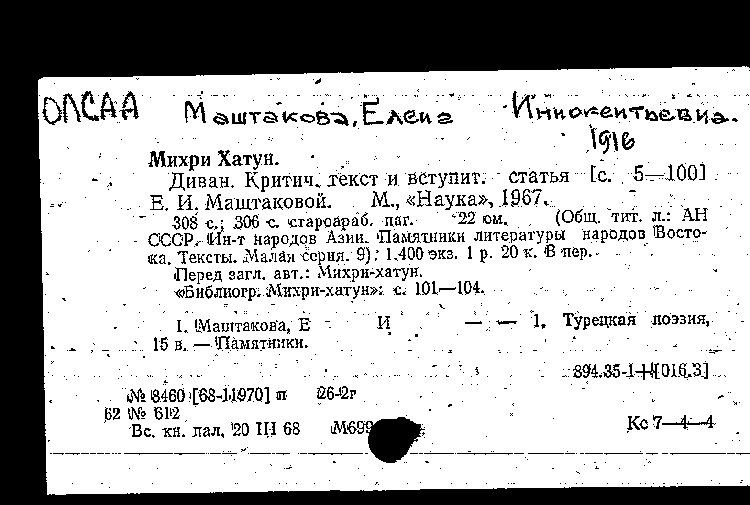 ОЛСАА Маштакова, Елена Иннокентьевна.
1916
Михри Хатун.
Диван. Критич. текст и вступит. статья [с. 5—100]
Е. И. Маштаковой. М., «Наука», 1967.
308 с.; 306 с. староараб. паг. 22 см. (Общ. тит. л.: АН
СССР. Ин-т народов Азии. Памятники литературы народов Восто-
ка. Тексты. Малая серия. 9). 1.400 экз. 1 р. 20 к. В пер.
Перед загл. авт.: Михри-хатун.
«Библиогр. Михри-хатун»: с. 101—104.
I. Маштакова, Е И — — 1. Турецкая поэзия,
15 в. — Памятники.
894.35-1+[016.3]
№ 8460 [68-11970] п 26-2г
62 № 612
Вс. кн. пал. 20 III 68 М699
Кс 7—4—4